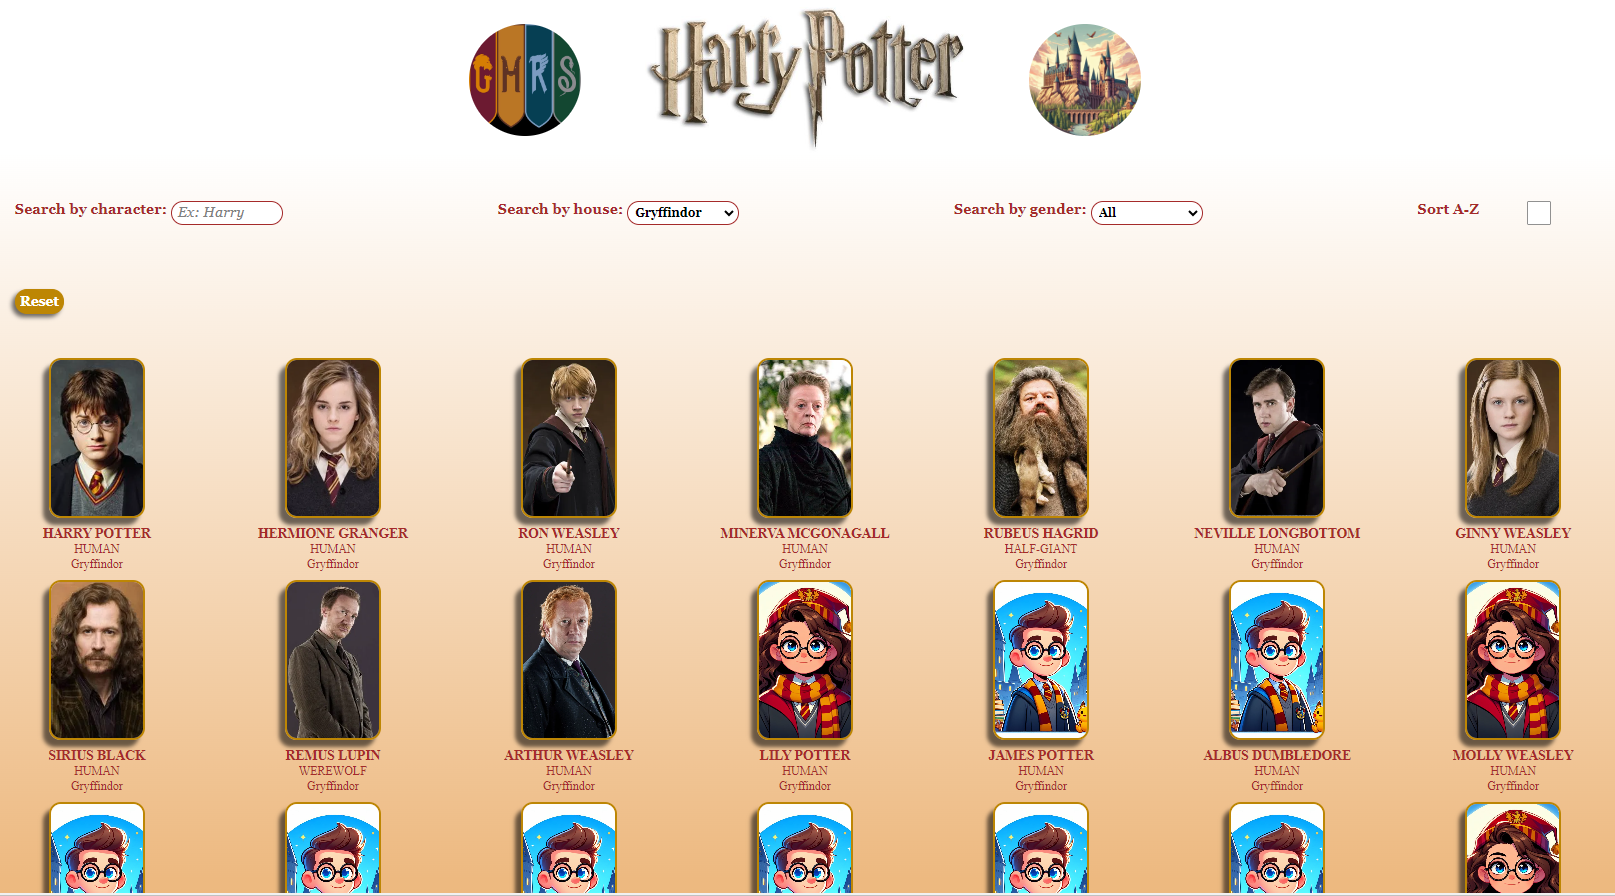 G H R S
Harry Potter
Search by character: Ex: Harry
Search by house: Gryffindor
Search by gender: All
Sort A-Z
Reset
HARRY POTTER
HUMAN
Gryffindor
HERMIONE GRANGER
HUMAN
Gryffindor
RON WEASLEY
HUMAN
Gryffindor
MINERVA MCGONAGALL
HUMAN
Gryffindor
RUBEUS HAGRID
HALF-GIANT
Gryffindor
NEVILLE LONGBOTTOM
HUMAN
Gryffindor
GINNY WEASLEY
HUMAN
Gryffindor
SIRIUS BLACK
HUMAN
Gryffindor
REMUS LUPIN
WEREWOLF
Gryffindor
ARTHUR WEASLEY
HUMAN
Gryffindor
LILY POTTER
HUMAN
Gryffindor
JAMES POTTER
HUMAN
Gryffindor
ALBUS DUMBLEDORE
HUMAN
Gryffindor
MOLLY WEASLEY
HUMAN
Gryffindor